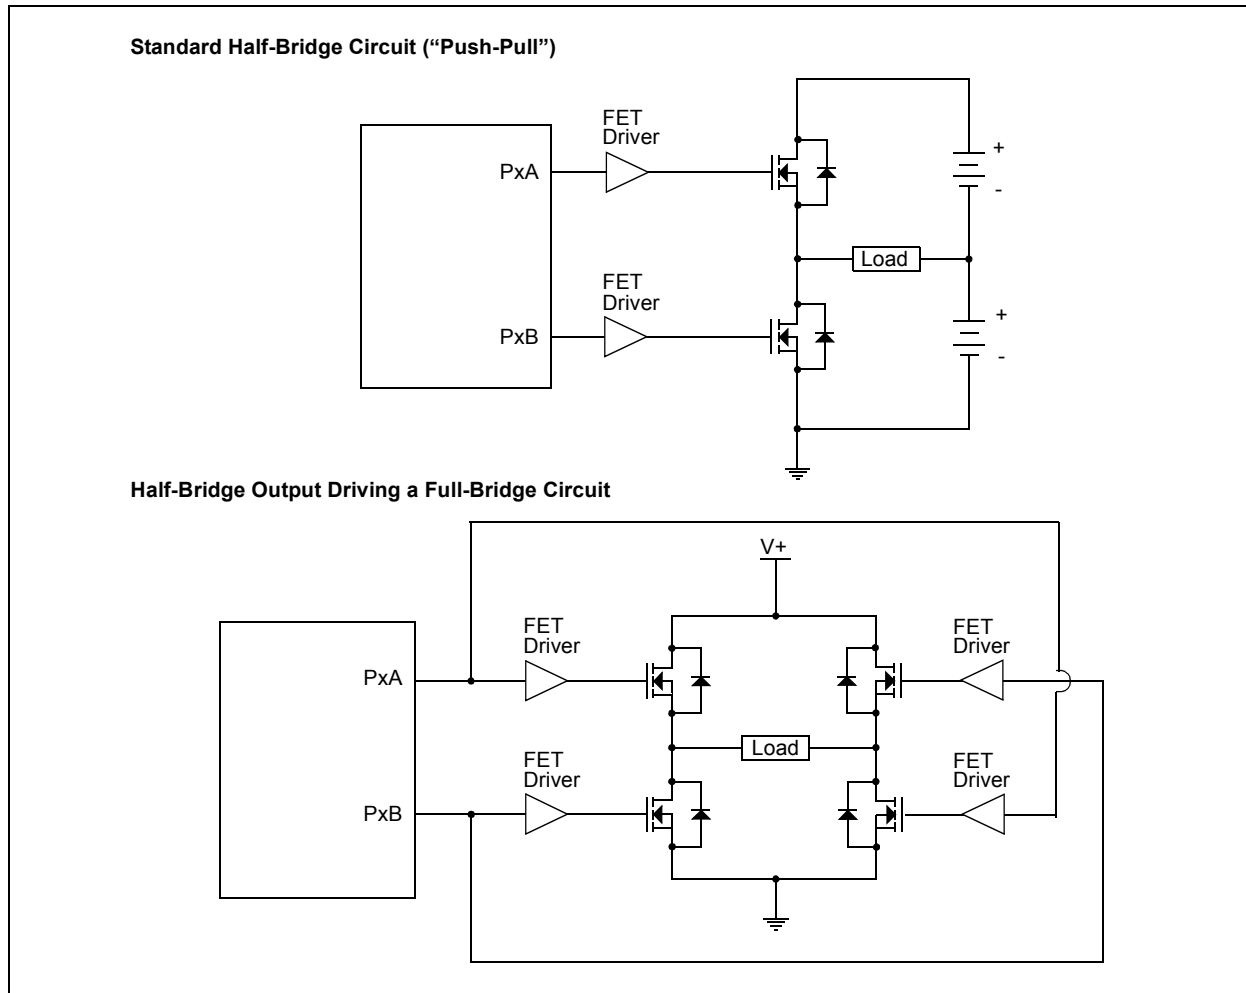 Standard Half-Bridge Circuit (“Push-Pull”)
FET
Driver
PxA
+
-
Load
FET
Driver
PxB
+
-
Half-Bridge Output Driving a Full-Bridge Circuit
V+
FET
Driver
FET
Driver
PxA
Load
FET
Driver
FET
Driver
PxB